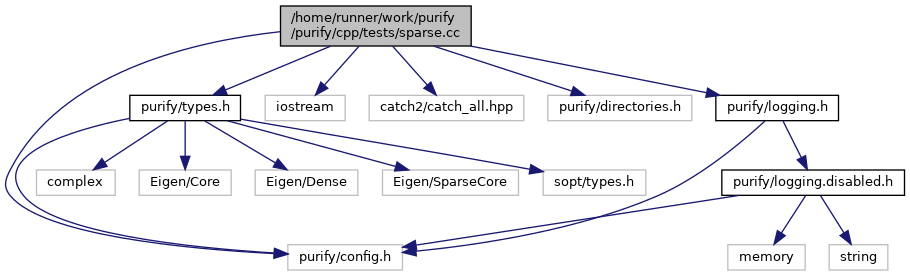 /home/runner/work/purify
/purify/cpp/tests/sparse.cc
purify/types.h
iostream
catch2/catch_all.hpp
purify/directories.h
purify/logging.h
complex
Eigen/Core
Eigen/Dense
Eigen/SparseCore
sopt/types.h
purify/logging.disabled.h
purify/config.h
memory
string